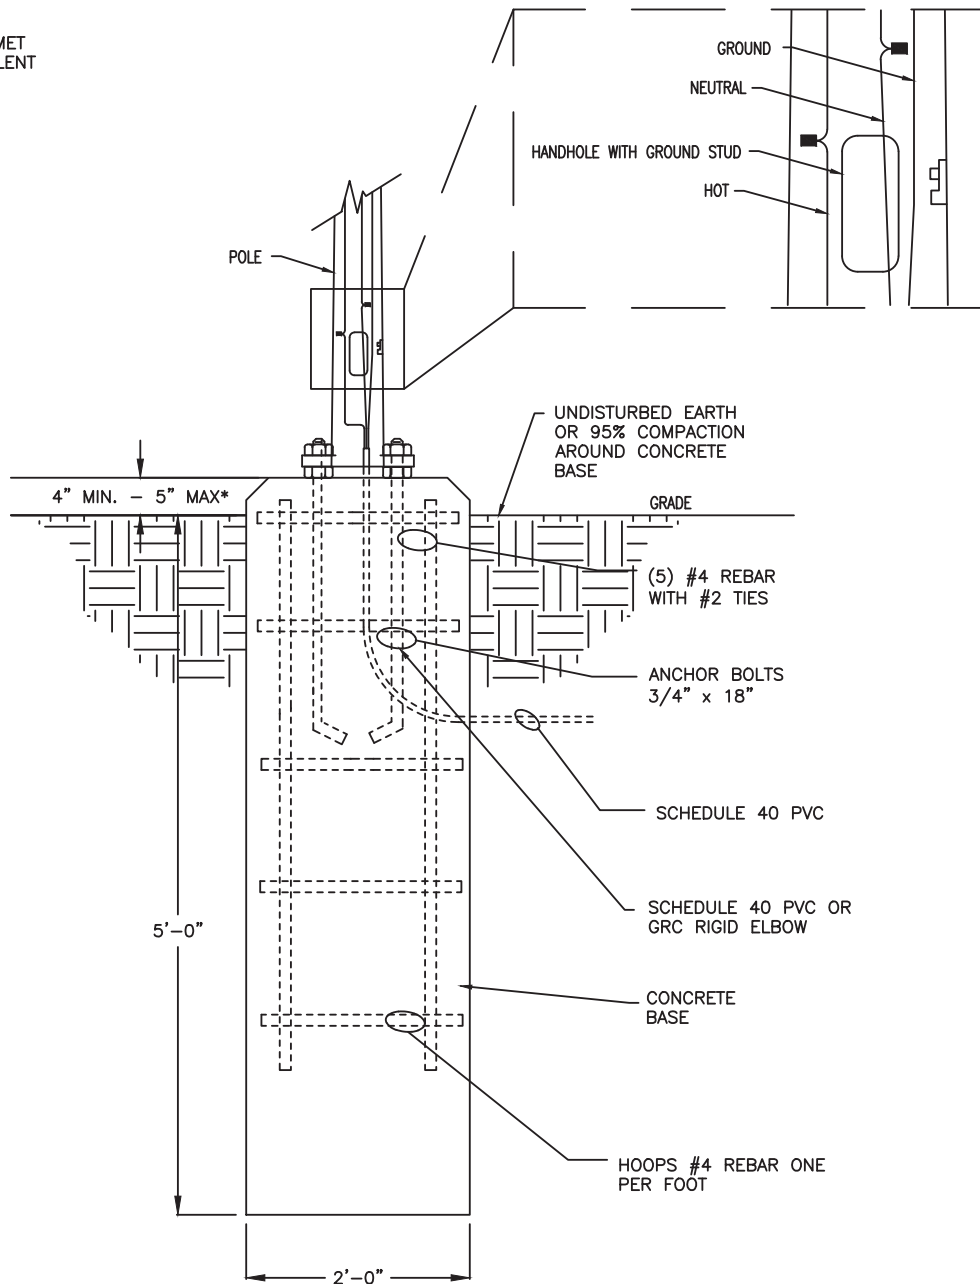 GROUND
NEUTRAL
HANDHOLE WITH GROUND STUD
HOT
POLE
UNDISTURBED EARTH
OR 95% COMPACTION
AROUND CONCRETE
BASE
4" MIN. - 5" MAX*
GRADE
(5) #4 REBAR
WITH #2 TIES
ANCHOR BOLTS
3/4" x 18"
SCHEDULE 40 PVC
SCHEDULE 40 PVC OR
GRC RIGID ELBOW
5'-0"
CONCRETE
BASE
HOOPS #4 REBAR ONE
PER FOOT
2'-0"